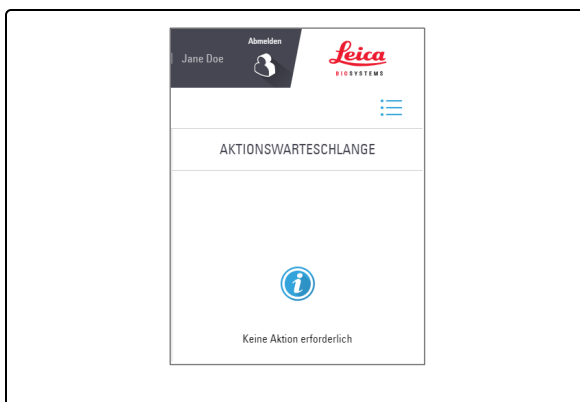 Abmelden
| Jane Doe
Leica
BIOSYSTEMS
AKTIONSWARTESCHLANGE
i
Keine Aktion erforderlich